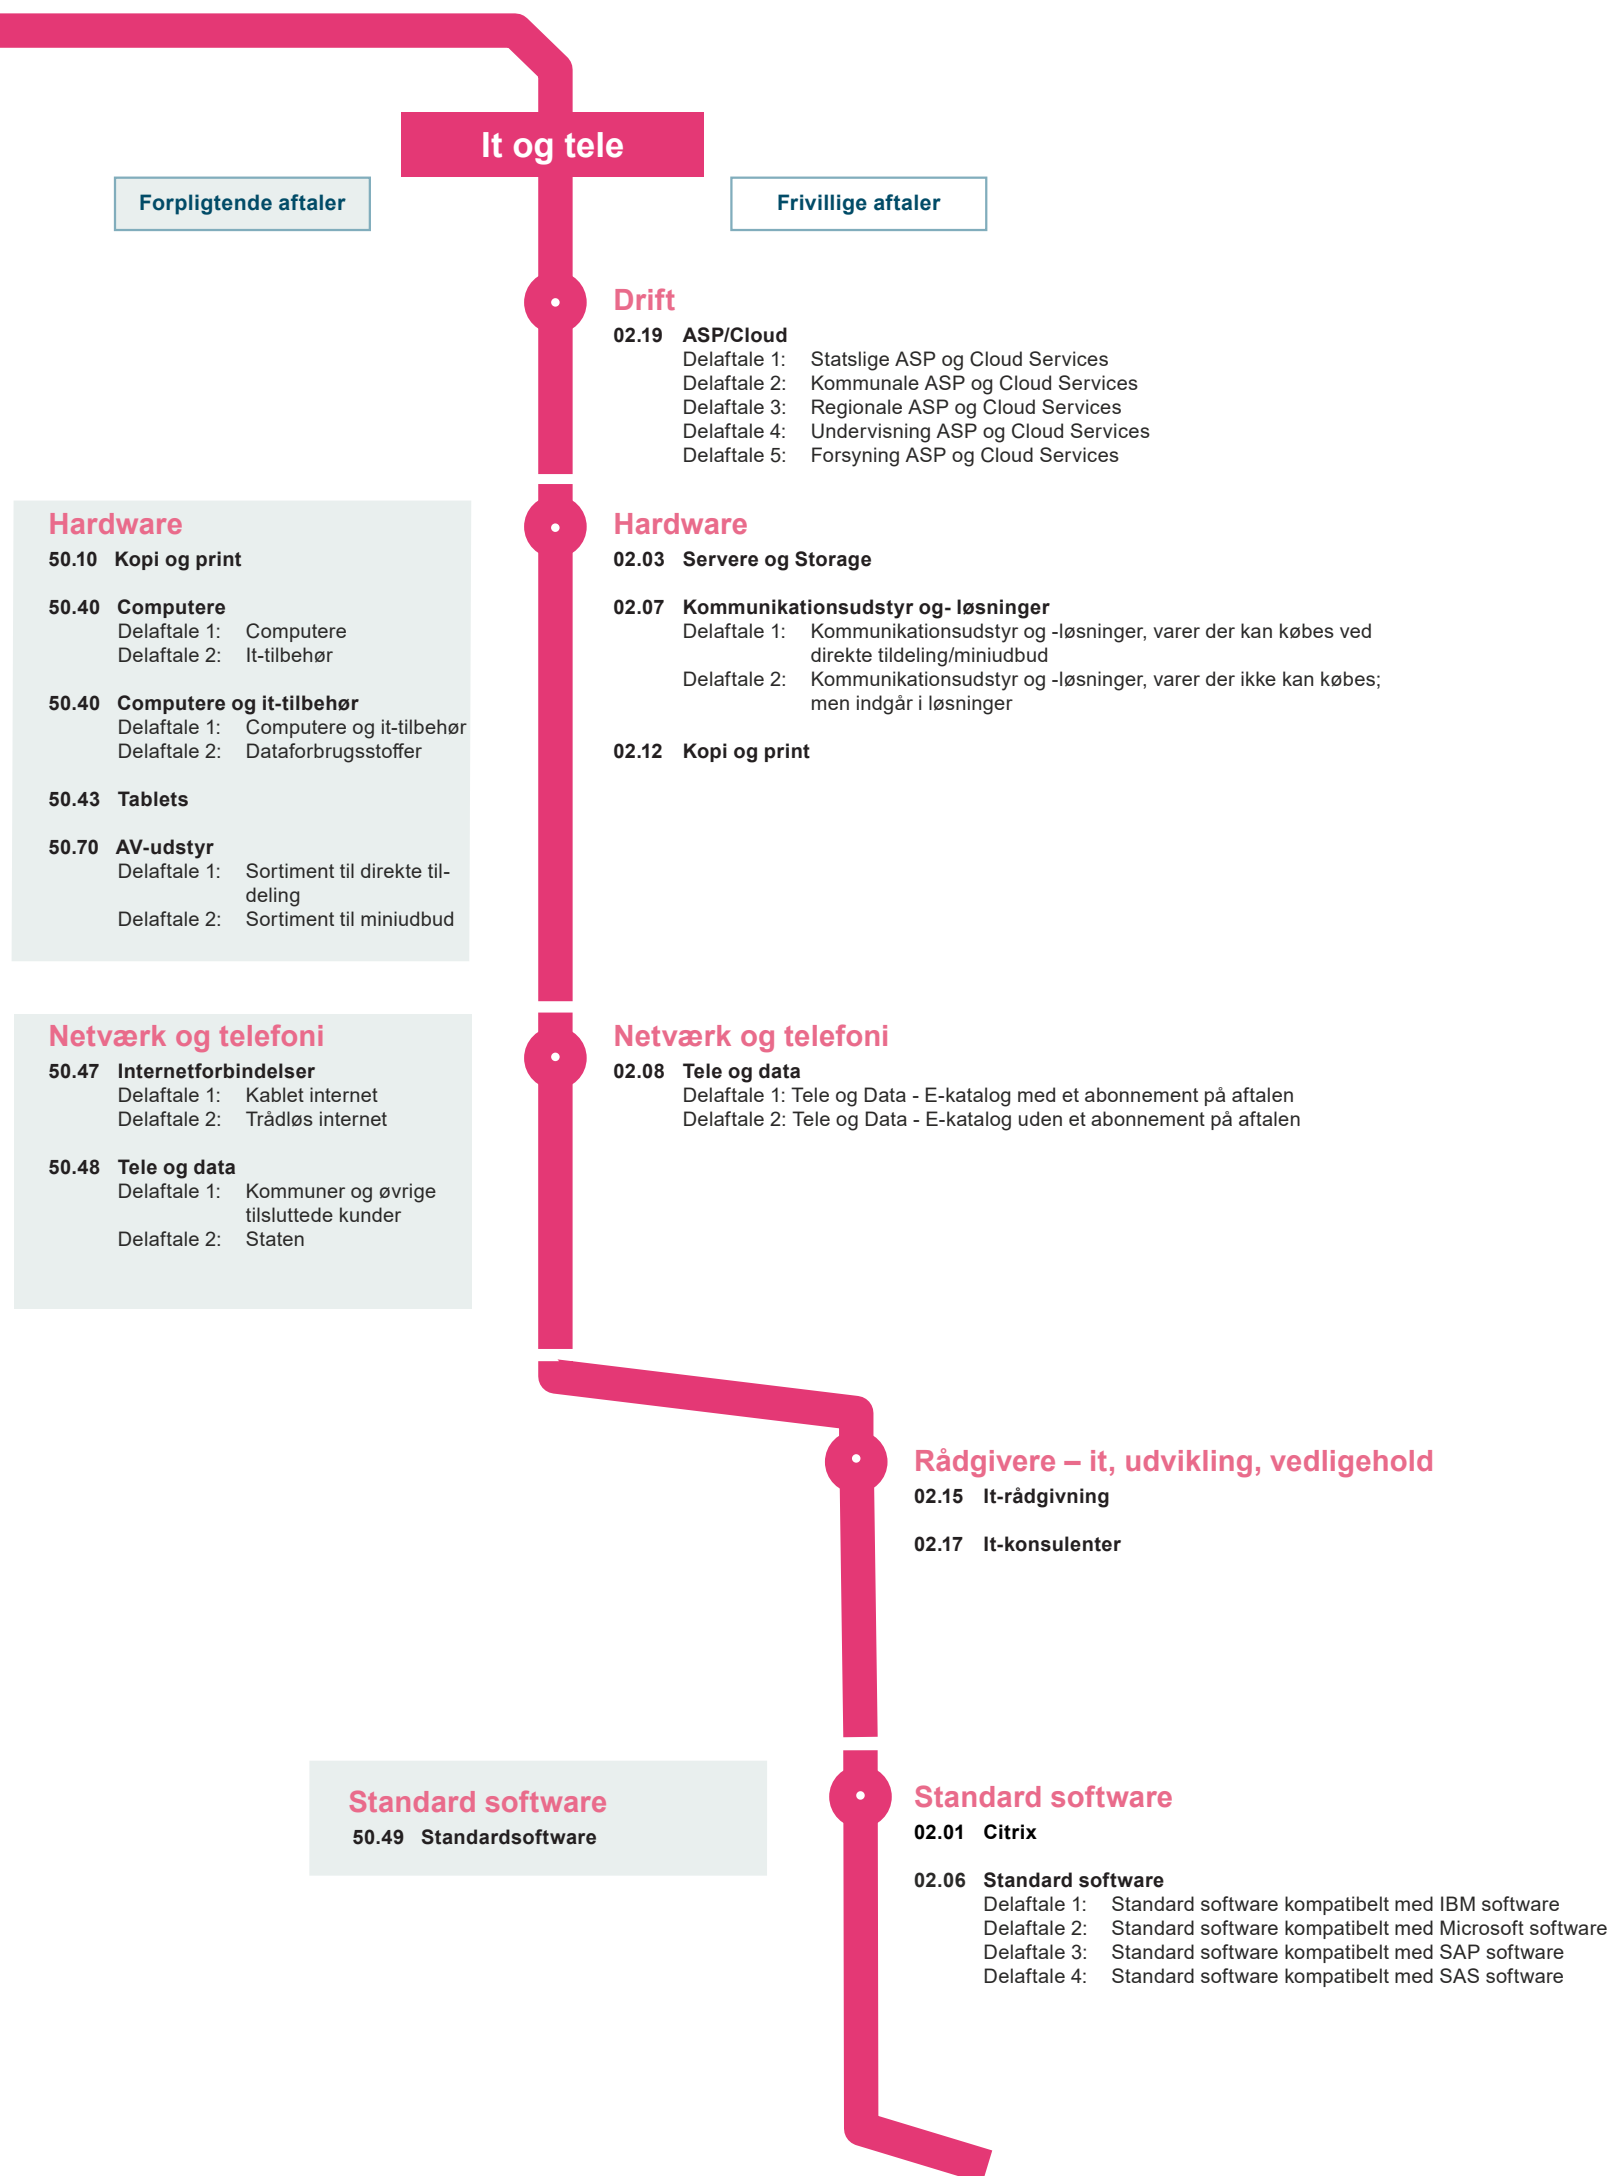 It og tele
Forpligtende aftaler
Frivillige aftaler
Drift
02.19 ASP/Cloud
Delaftale 1: Statslige ASP og Cloud Services
Delaftale 2: Kommunale ASP og Cloud Services
Delaftale 3: Regionale ASP og Cloud Services
Delaftale 4: Undervisning ASP og Cloud Services
Delaftale 5: Forsyning ASP og Cloud Services
Hardware
50.10 Kopi og print
50.40 Computere
Delaftale 1: Computere
Delaftale 2: It-tilbehør
50.40 Computere og it-tilbehør
Delaftale 1: Computere og it-tilbehør
Delaftale 2: Dataforbrugsstoffer
50.43 Tablets
50.70 AV-udstyr
Delaftale 1: Sortiment til direkte til-
deling
Delaftale 2: Sortiment til miniudbud
Hardware
02.03 Servere og Storage
02.07 Kommunikationsudstyr og- løsninger
Delaftale 1: Kommunikationsudstyr og -løsninger, varer der kan købes ved
direkte tildeling/miniudbud
Delaftale 2: Kommunikationsudstyr og -løsninger, varer der ikke kan købes;
men indgår i løsninger
02.12 Kopi og print
Netværk og telefoni
50.47 Internetforbindelser
Delaftale 1: Kablet internet
Delaftale 2: Trådløs internet
50.48 Tele og data
Delaftale 1: Kommuner og øvrige
tilsluttede kunder
Delaftale 2: Staten
Netværk og telefoni
02.08 Tele og data
Delaftale 1: Tele og Data - E-katalog med et abonnement på aftalen
Delaftale 2: Tele og Data - E-katalog uden et abonnement på aftalen
Rådgivere – it, udvikling, vedligehold
02.15 It-rådgivning
02.17 It-konsulenter
Standard software
50.49 Standardsoftware
Standard software
02.01 Citrix
02.06 Standard software
Delaftale 1: Standard software kompatibelt med IBM software
Delaftale 2: Standard software kompatibelt med Microsoft software
Delaftale 3: Standard software kompatibelt med SAP software
Delaftale 4: Standard software kompatibelt med SAS software